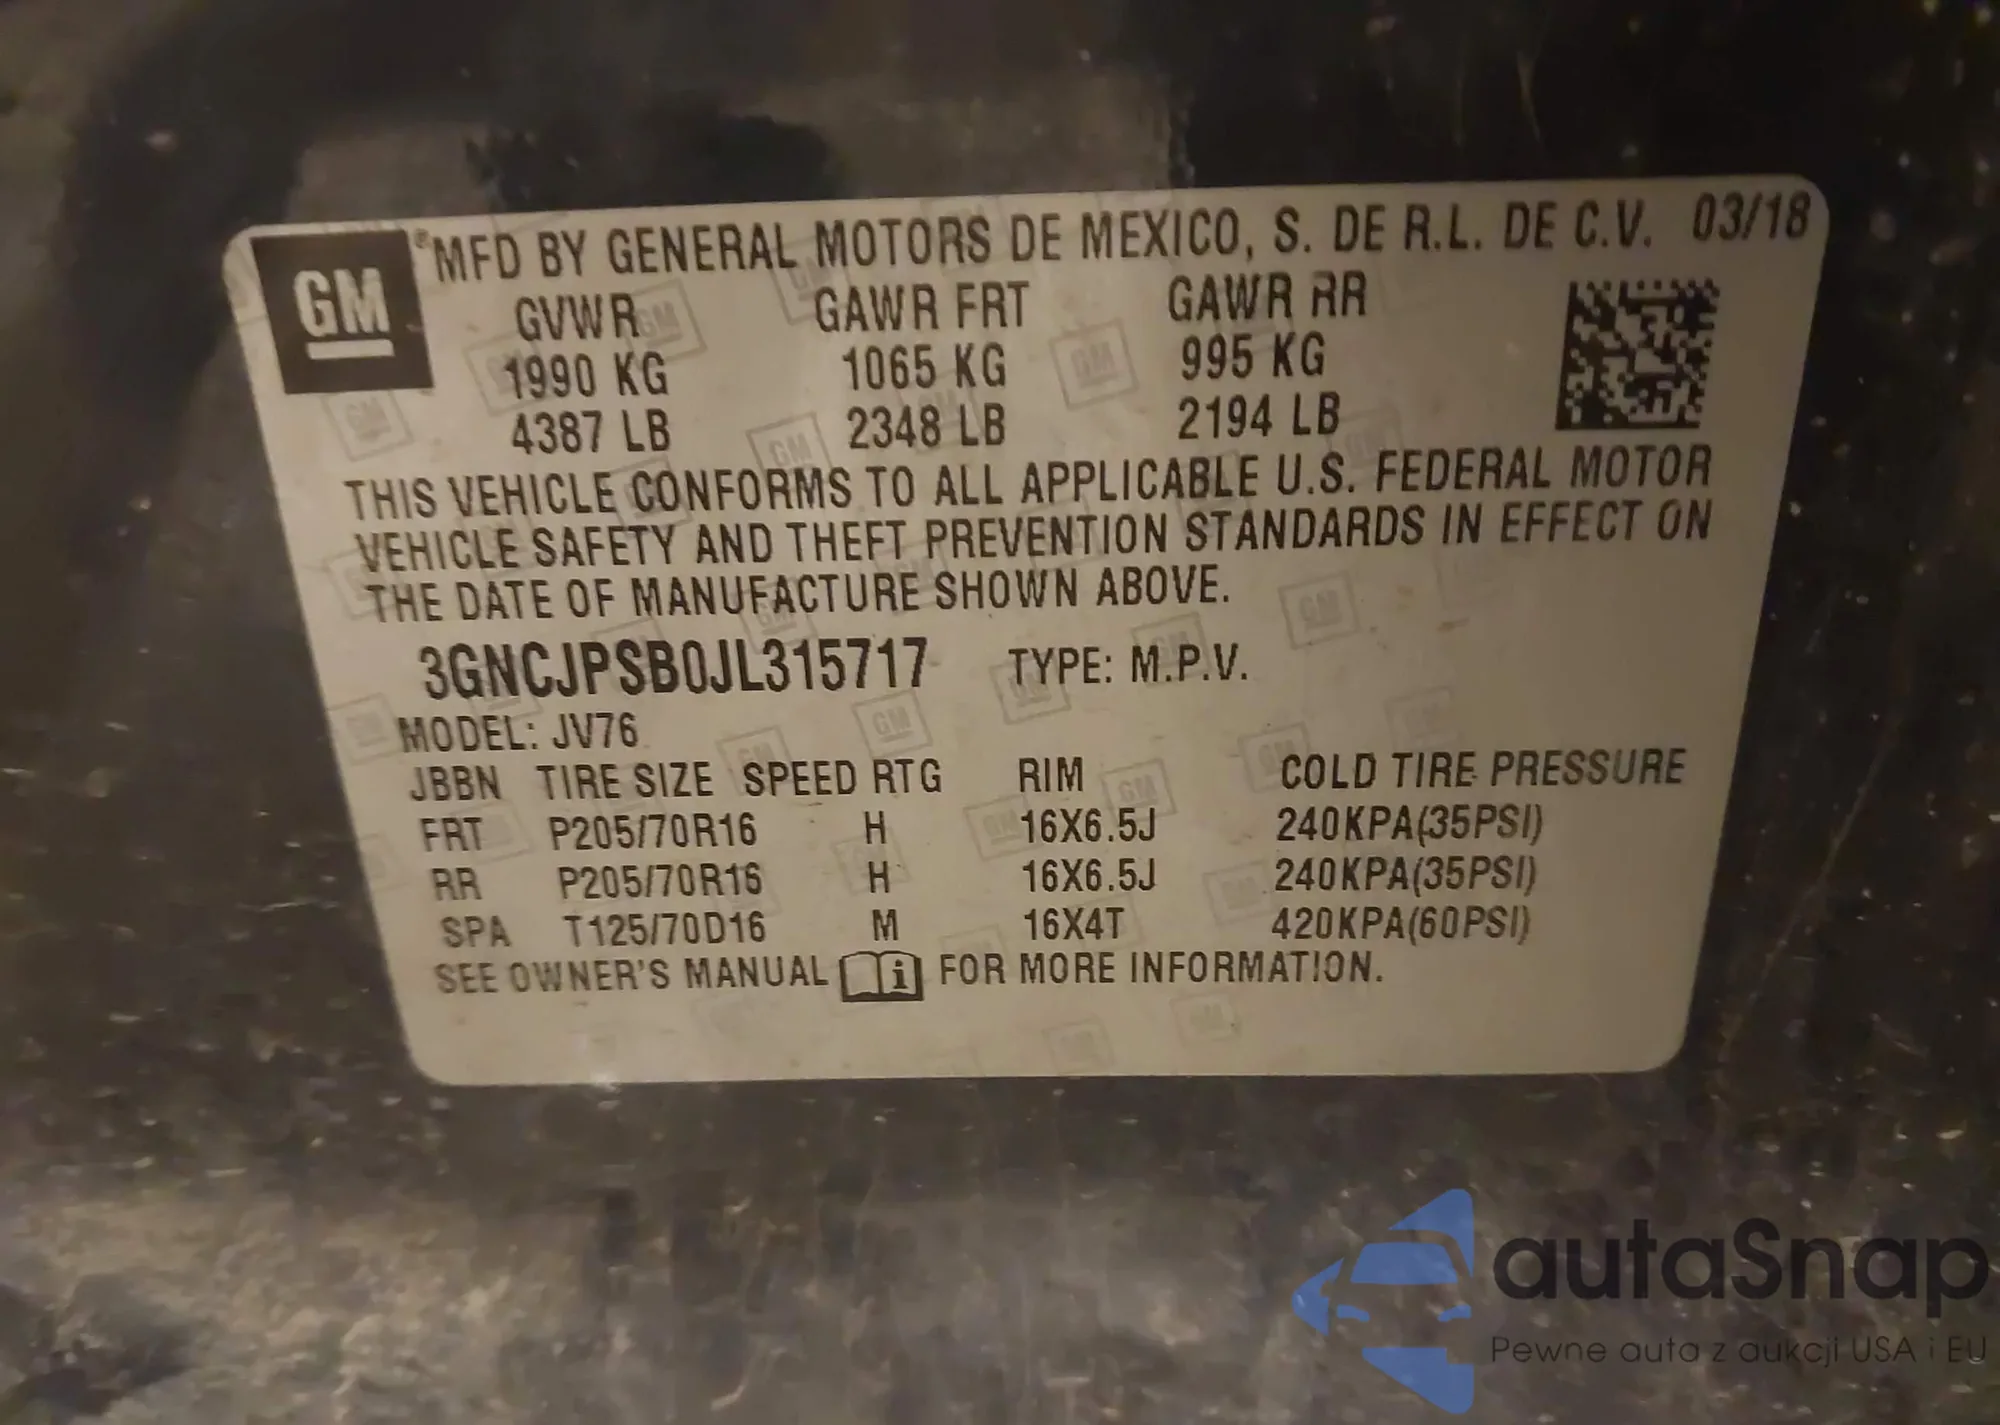 GM
®MFD BY GENERAL MOTORS DE MEXICO, S. DE R.L. DE C.V. 03/18
GVWR GAWR FRT GAWR RR
1990 KG 1065 KG 995 KG
4387 LB 2348 LB 2194 LB
THIS VEHICLE CONFORMS TO ALL APPLICABLE U.S. FEDERAL MOTOR
VEHICLE SAFETY AND THEFT PREVENTION STANDARDS IN EFFECT ON
THE DATE OF MANUFACTURE SHOWN ABOVE.
3GNCJPSB0JL315717 TYPE: M.P.V.
MODEL: JV76
JBBN TIRE SIZE SPEED RTG RIM COLD TIRE PRESSURE
FRT P205/70R16 H 16X6.5J 240KPA(35PSI)
RR P205/70R16 H 16X6.5J 240KPA(35PSI)
SPA T125/70D16 M 16X4T 420KPA(60PSI)
SEE OWNER'S MANUAL i FOR MORE INFORMATION.
autaSnap
Pewne auta z aukcji USA i EU